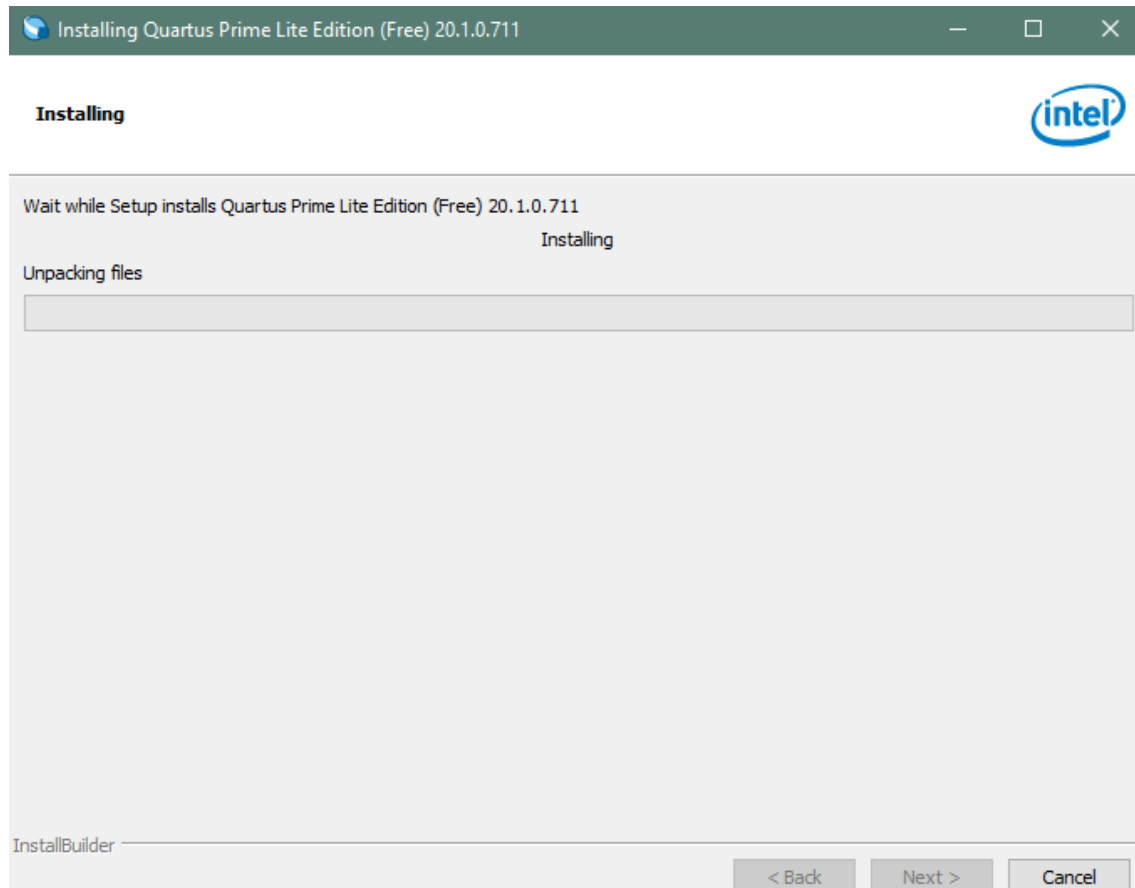 Installing Quartus Prime Lite Edition (Free) 20.1.0.711
Installing
intel
Wait while Setup installs Quartus Prime Lite Edition (Free) 20.1.0.711
Installing
Unpacking files
InstallBuilder
< Back Next > Cancel